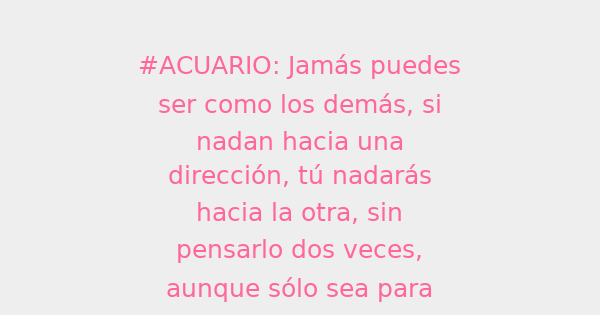 #ACUARIO: Jamás puedes
ser como los demás, si
nadan hacia una
dirección, tú nadarás
hacia la otra, sin
pensarlo dos veces,
aunque sólo sea para